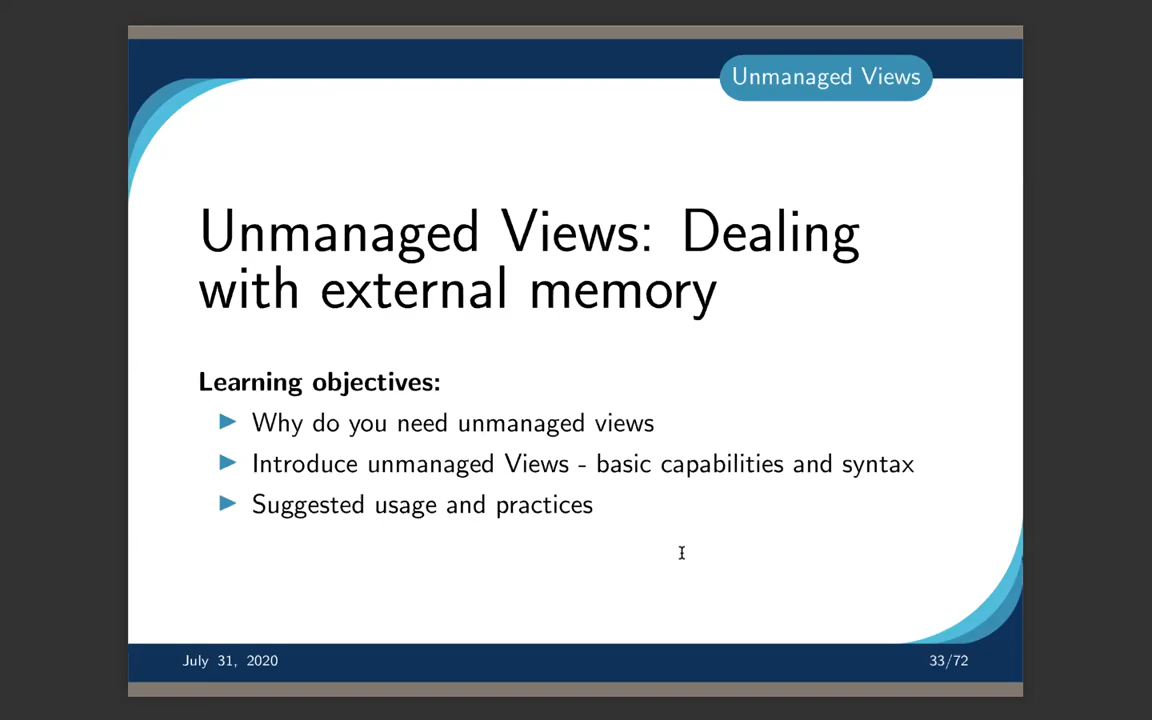 Unmanaged Views
Unmanaged Views: Dealing
with external memory
Learning objectives:
Why do you need unmanaged views
Introduce unmanaged Views - basic capabilities and syntax
Suggested usage and practices
July 31, 2020
33/72